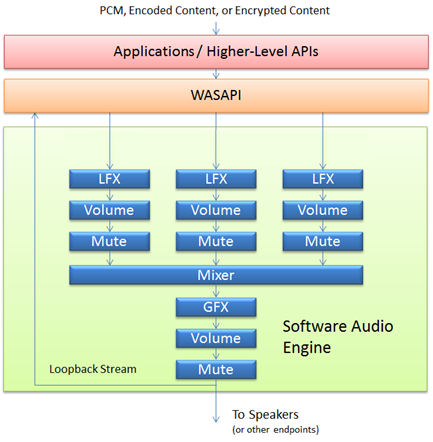 PCM, Encoded Content, or Encrypted Content
Applications / Higher-Level APIs
WASAPI
LFX LFX LFX
Volume Volume Volume
Mute Mute Mute
Mixer
GFX
Software Audio
Engine
Volume
Loopback Stream
Mute
To Speakers
(or other endpoints)